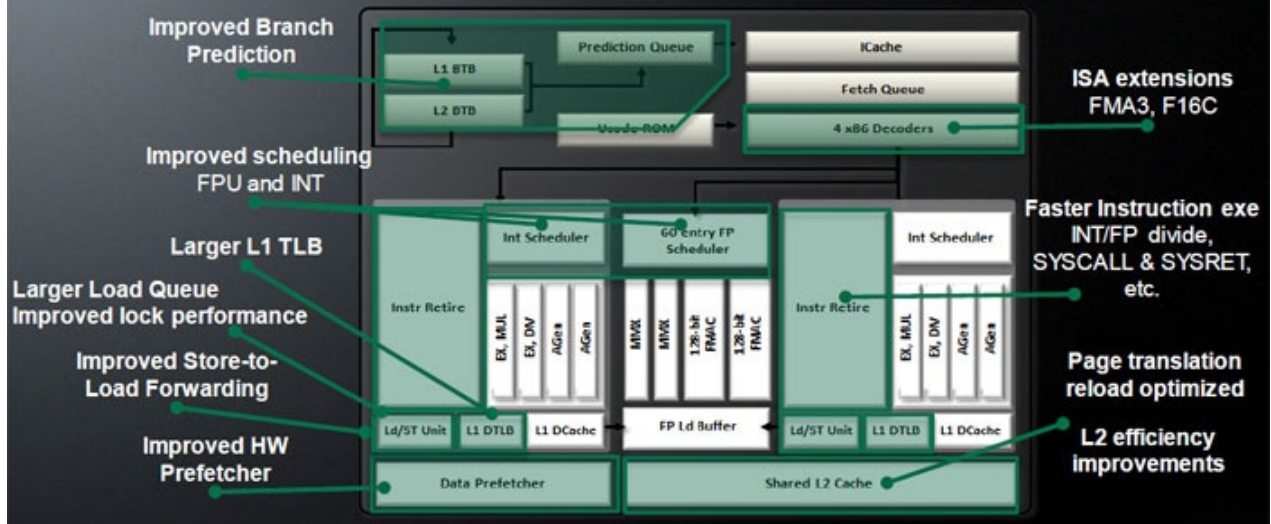 Improved Branch
Prediction
L1 BTB
L2 BTB
Prediction Queue
Ucode ROM
ICache
Fetch Queue
4 x86 Decoders
ISA extensions
FMA3, F16C
Improved scheduling
FPU and INT
Larger L1 TLB
Larger Load Queue
Improved lock performance
Improved Store-to-
Load Forwarding
Improved HW
Prefetcher
Instr Retire
Int Scheduler
EX, MUL
EX, DIV
AGen
AGen
Ld/ST Unit
L1 DTLB
L1 DCache
60 entry FP
Scheduler
MMX
MMX
128-bit
FMAC
128-bit
FMAC
FP Ld Buffer
Instr Retire
Int Scheduler
EX, MUL
EX, DIV
AGen
AGen
Ld/ST Unit
L1 DTLB
L1 DCache
Data Prefetcher
Shared L2 Cache
Faster Instruction exe
INT/FP divide,
SYSCALL & SYSRET,
etc.
Page translation
reload optimized
L2 efficiency
improvements